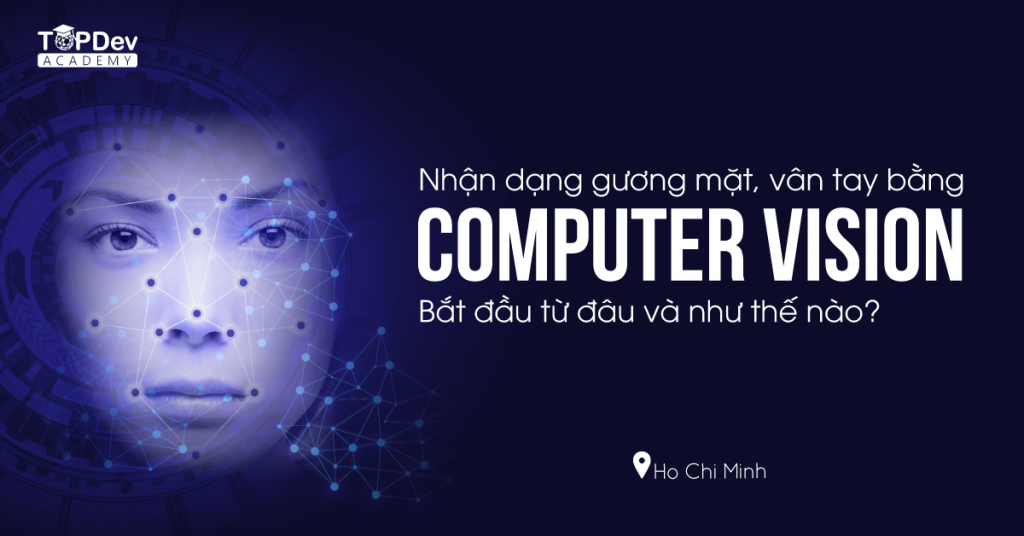 TOPDev
ACADEMY
Nhận dạng gương mặt, vân tay bằng
COMPUTER VISION
Bắt đầu từ đâu và như thế nào?
Ho Chi Minh